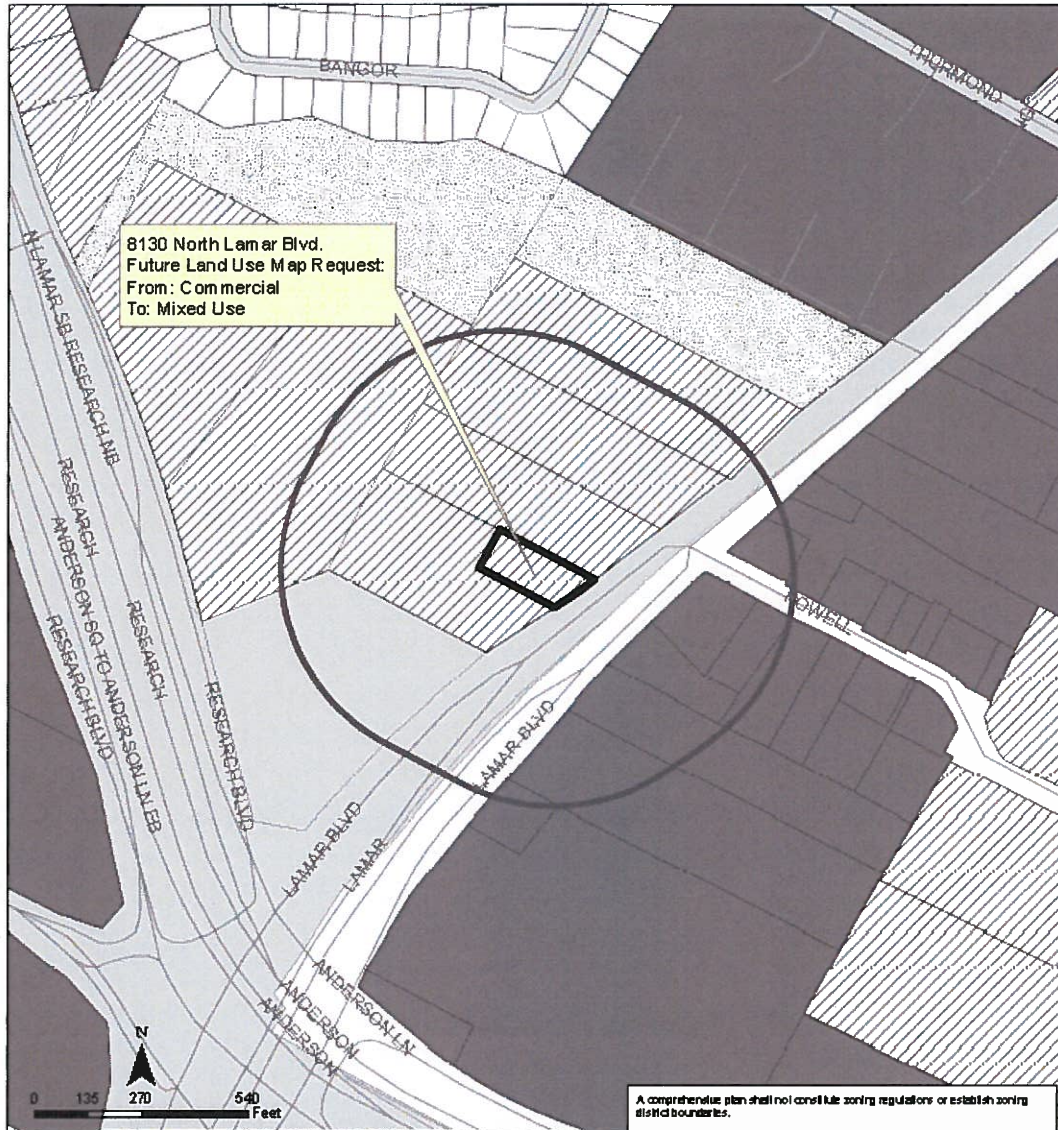 BANGOR
THURMOND
8130 North Lamar Blvd.
Future Land Use Map Request:
From: Commercial
To: Mixed Use
N LAMAR SB RESEARCH NB
RESEARCH
ANDERSON SQ TO ANDERSON LN EB
RESEARCH BLVD
RESEARCH
RESEARCH BLVD
POWELL
LAMAR BLVD
LAMAR BLVD
LAMAR
ANDERSON LN
ANDERSON
ANDERSON
N
0 135 270 540
Feet
A comprehensive plan shall not constitute zoning regulations or establish zoning
district boundaries.